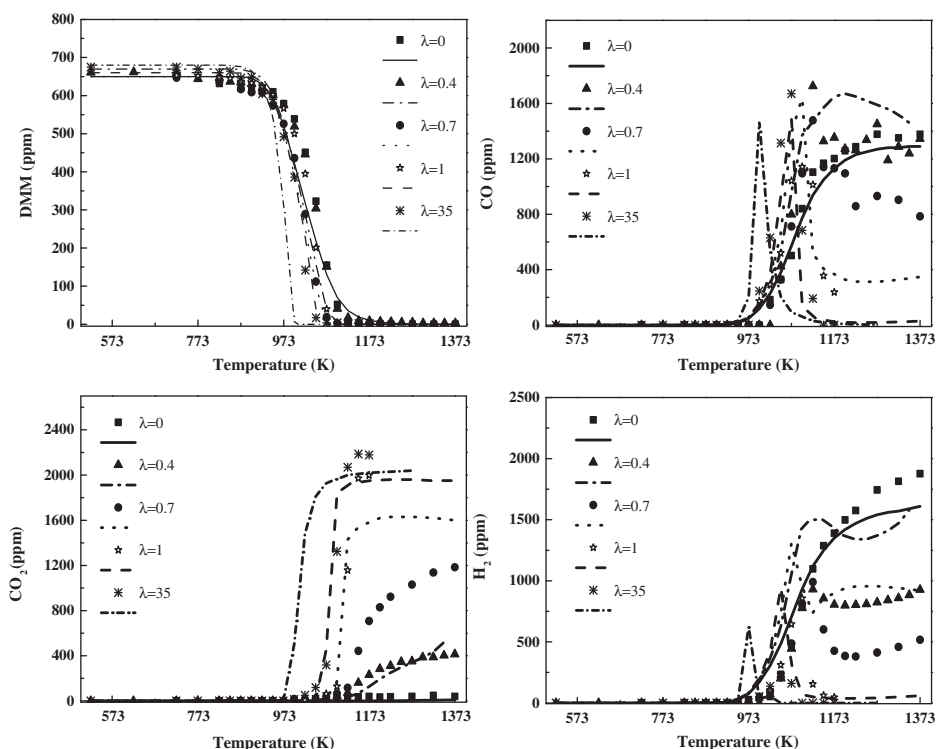 800
700
600
500
400
300
200
100
0
DMM (ppm)
λ=0
λ=0.4
λ=0.7
λ=1
λ=35
573
773
973
1173
1373
Temperature (K)
2000
1600
1200
800
400
0
CO (ppm)
λ=0
λ=0.4
λ=0.7
λ=1
λ=35
573
773
973
1173
1373
Temperature (K)
2800
2400
2000
1600
1200
800
400
0
CO₂ (ppm)
λ=0
λ=0.4
λ=0.7
λ=1
λ=35
573
773
973
1173
1373
Temperature (K)
2500
2000
1500
1000
500
0
H₂ (ppm)
λ=0
λ=0.4
λ=0.7
λ=1
λ=35
573
773
973
1173
1373
Temperature (K)